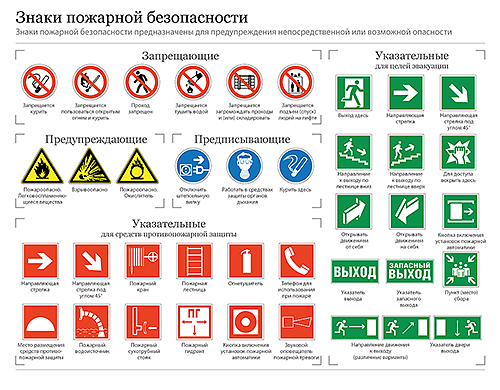 Знаки пожарной безопасности
Знаки пожарной безопасности предназначены для предупреждения непосредственной или возможной опасности
Запрещающие
Запрещается
курить
Запрещается
пользоваться открытым
огнем и курить
Проход
запрещен
Запрещается
тушить водой
Запрещается
загромождать проходы
и (или) складировать
Запрещается
подъем (спуск)
людей на лифте
Предупреждающие
Пожароопасно.
Легковоспламеняю-
щиеся вещества
Взрывоопасно
Пожароопасно.
Окислитель
Предписывающие
Отключить
штепсельную
вилку
Работать в средствах
защиты органов
дыхания
Курить здесь
Указательные
для средств противопожарной защиты
Направляющая
стрелка
Направляющая
стрелка под
углом 45°
Пожарный
кран
Пожарная
лестница
Огнетушитель
Телефон для
использования
при пожаре
Место размещения
средств противо-
пожарной защиты
Пожарный
водоисточник
Пожарный
сухотрубный
стояк
ПГ
Пожарный
гидрант
Кнопка включения
установок пожарной
автоматики
Звуковой
оповещатель
пожарной тревоги
Указательные
для целей эвакуации
Выход здесь
Направляющая
стрелка
Направляющая
стрелка под
углом 45°
Направление
к выходу по
лестнице вниз
Направление
к выходу по
лестнице вверх
Для доступа
вскрыть здесь
Открывать
движением от
себя
Открывать
движением
на себя
Кнопка включения
установок пожарной
автоматики
ВЫХОД
Указатель
выхода
ЗАПАСНЫЙ
ВЫХОД
Указатель
запасного
выхода
Пункт (место)
сбора
Направление движения
к выходу
(различные варианты)
Указатель двери
выхода